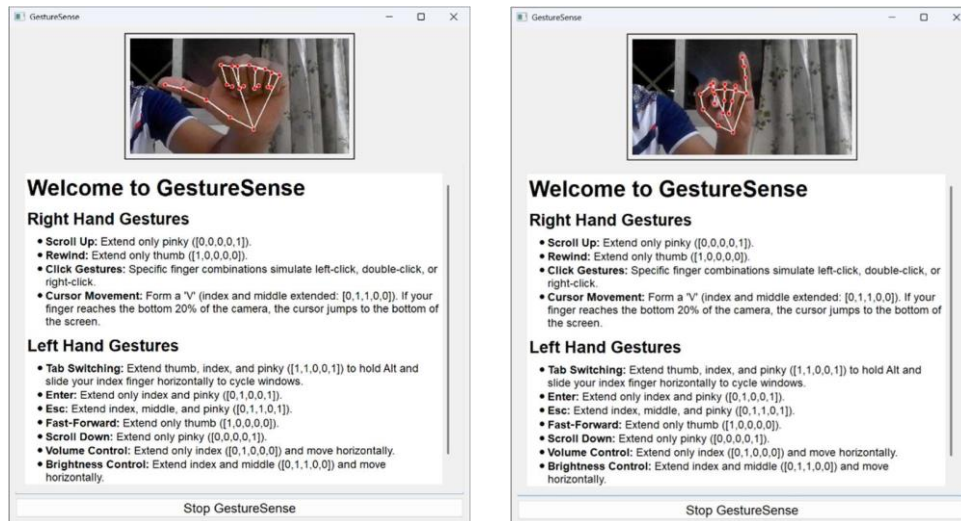 GestureSense
Welcome to GestureSense
Right Hand Gestures
• Scroll Up: Extend only pinky ([0,0,0,0,1]).
• Rewind: Extend only thumb ([1,0,0,0,0]).
• Click Gestures: Specific finger combinations simulate left-click, double-click, or
right-click.
• Cursor Movement: Form a 'V' (index and middle extended: [0,1,1,0,0]). If your
finger reaches the bottom 20% of the camera, the cursor jumps to the bottom of
the screen.
Left Hand Gestures
• Tab Switching: Extend thumb, index, and pinky ([1,1,0,0,1]) to hold Alt and
slide your index finger horizontally to cycle windows.
• Enter: Extend only index and pinky ([0,1,0,0,1]).
• Esc: Extend index, middle, and pinky ([0,1,1,0,1]).
• Fast-Forward: Extend only thumb ([1,0,0,0,0]).
• Scroll Down: Extend only pinky ([0,0,0,0,1]).
• Volume Control: Extend only index ([0,1,0,0,0]) and move horizontally.
• Brightness Control: Extend index and middle ([0,1,1,0,0]) and move
horizontally.
Stop GestureSense
GestureSense
Welcome to GestureSense
Right Hand Gestures
• Scroll Up: Extend only pinky ([0,0,0,0,1]).
• Rewind: Extend only thumb ([1,0,0,0,0]).
• Click Gestures: Specific finger combinations simulate left-click, double-click, or
right-click.
• Cursor Movement: Form a 'V' (index and middle extended: [0,1,1,0,0]). If your
finger reaches the bottom 20% of the camera, the cursor jumps to the bottom of
the screen.
Left Hand Gestures
• Tab Switching: Extend thumb, index, and pinky ([1,1,0,0,1]) to hold Alt and
slide your index finger horizontally to cycle windows.
• Enter: Extend only index and pinky ([0,1,0,0,1]).
• Esc: Extend index, middle, and pinky ([0,1,1,0,1]).
• Fast-Forward: Extend only thumb ([1,0,0,0,0]).
• Scroll Down: Extend only pinky ([0,0,0,0,1]).
• Volume Control: Extend only index ([0,1,0,0,0]) and move horizontally.
• Brightness Control: Extend index and middle ([0,1,1,0,0]) and move
horizontally.
Stop GestureSense